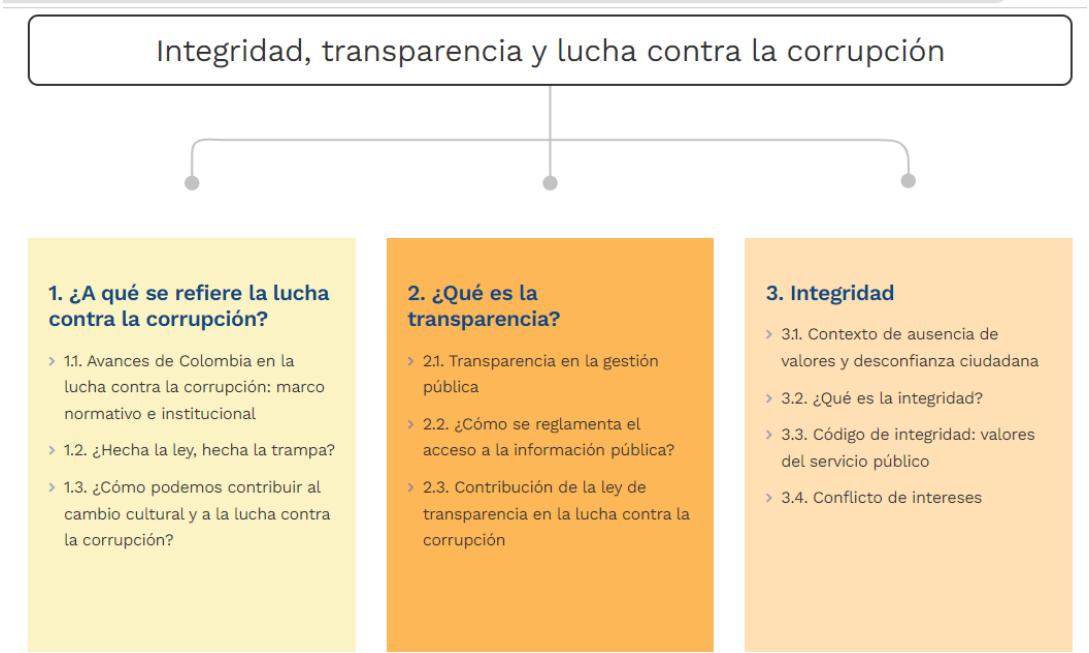 Integridad, transparencia y lucha contra la corrupción
1. ¿A qué se refiere la lucha
contra la corrupción?
1.1. Avances de Colombia en la
lucha contra la corrupción: marco
normativo e institucional
1.2. ¿Hecha la ley, hecha la trampa?
1.3. ¿Cómo podemos contribuir al
cambio cultural y a la lucha contra
la corrupción?
2. ¿Qué es la
transparencia?
2.1. Transparencia en la gestión
pública
2.2. ¿Cómo se reglamenta el
acceso a la información pública?
2.3. Contribución de la ley de
transparencia en la lucha contra la
corrupción
3. Integridad
3.1. Contexto de ausencia de
valores y desconfianza ciudadana
3.2. ¿Qué es la integridad?
3.3. Código de integridad: valores
del servicio público
3.4. Conflicto de intereses